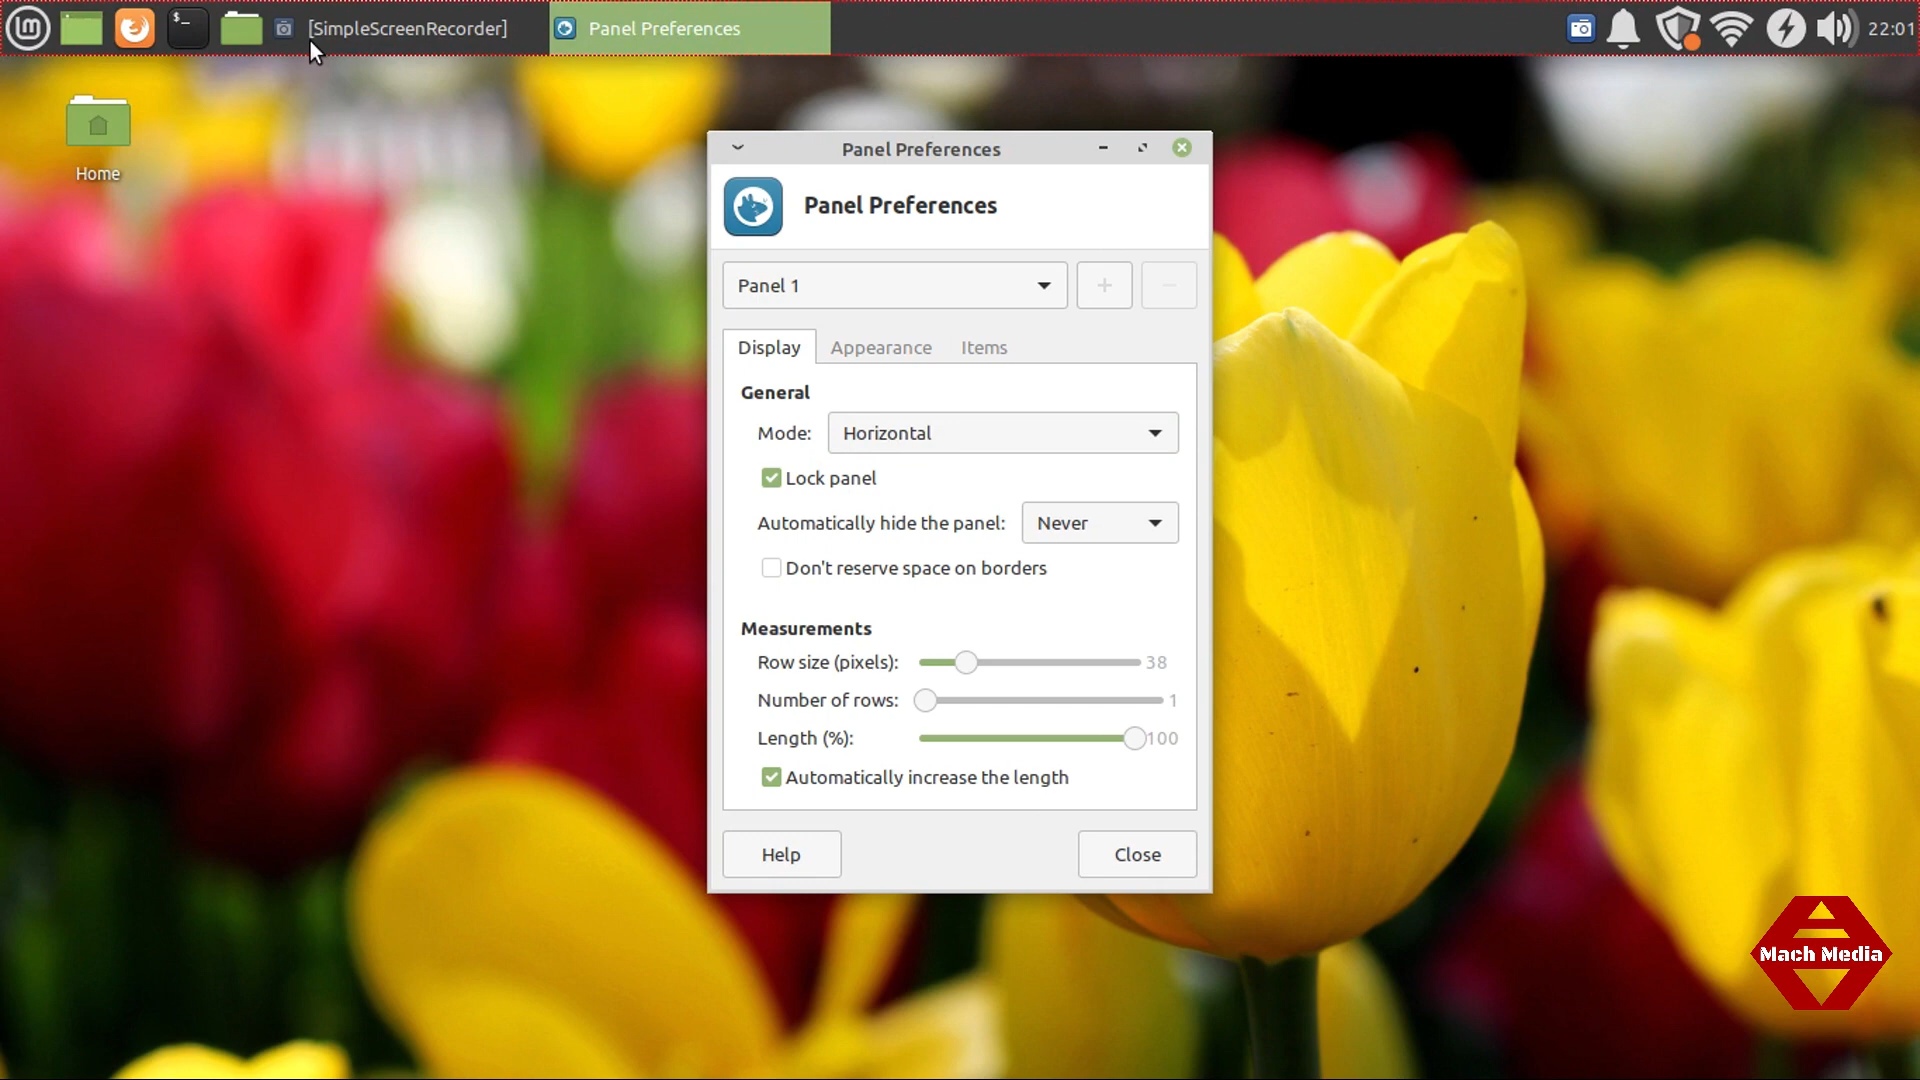 [SimpleScreenRecorder]
Panel Preferences
22:01
Home
Panel Preferences
Panel Preferences
Panel 1
Display
Appearance
Items
General
Mode:
Horizontal
Lock panel
Automatically hide the panel:
Never
Don't reserve space on borders
Measurements
Row size (pixels):
38
Number of rows:
1
Length (%):
100
Automatically increase the length
Help
Close
Mach Media